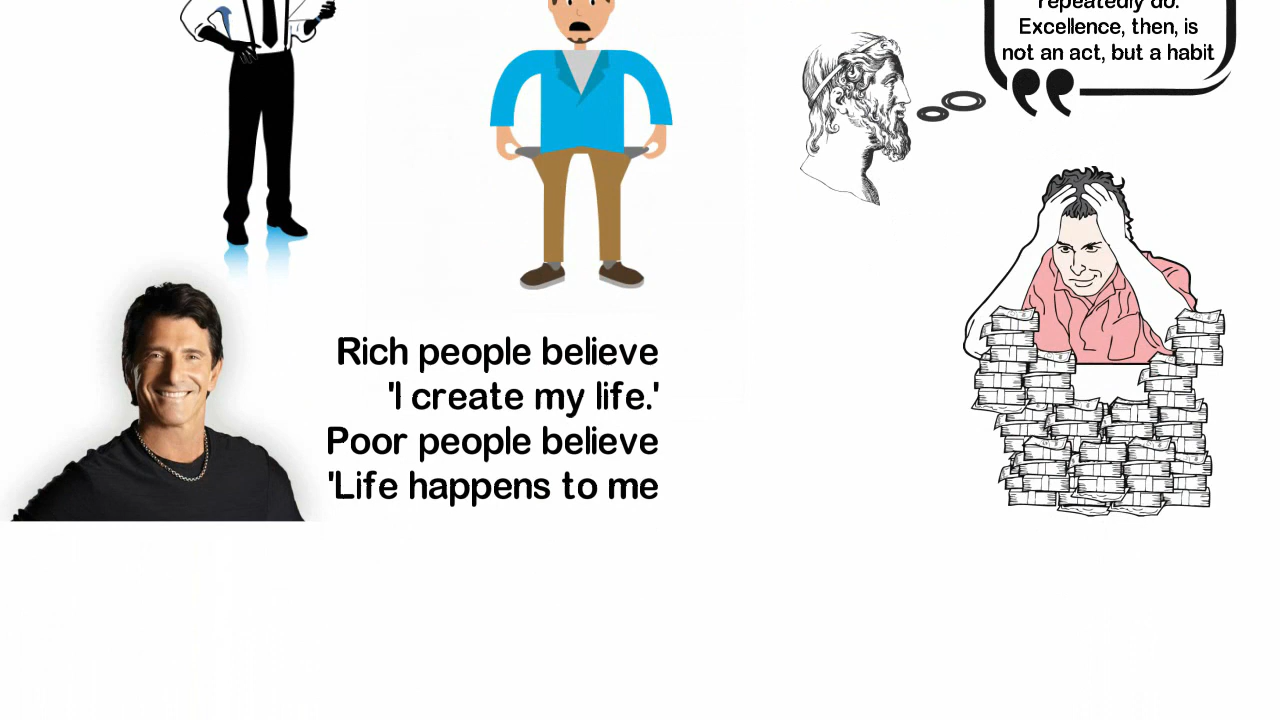 repeatedly do.
Excellence, then, is
not an act, but a habit
Rich people believe
'I create my life.'
Poor people believe
'Life happens to me